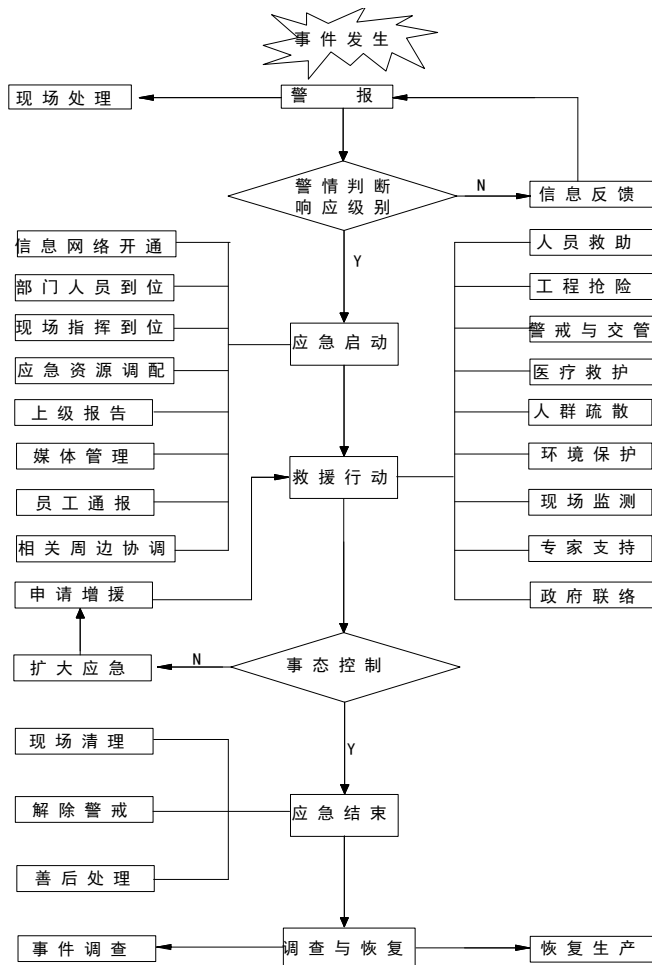 事件发生
现场处理
警 报
警情判断
响应级别
N
信息反馈
Y
信息网络开通
部门人员到位
现场指挥到位
应急资源调配
上级报告
媒体管理
员工通报
相关周边协调
应急启动
人员救助
工程抢险
警戒与交管
医疗救护
人群疏散
环境保护
现场监测
专家支持
政府联络
救援行动
申请增援
扩大应急
N
事态控制
Y
现场清理
解除警戒
善后处理
应急结束
事件调查
调查与恢复
恢复生产